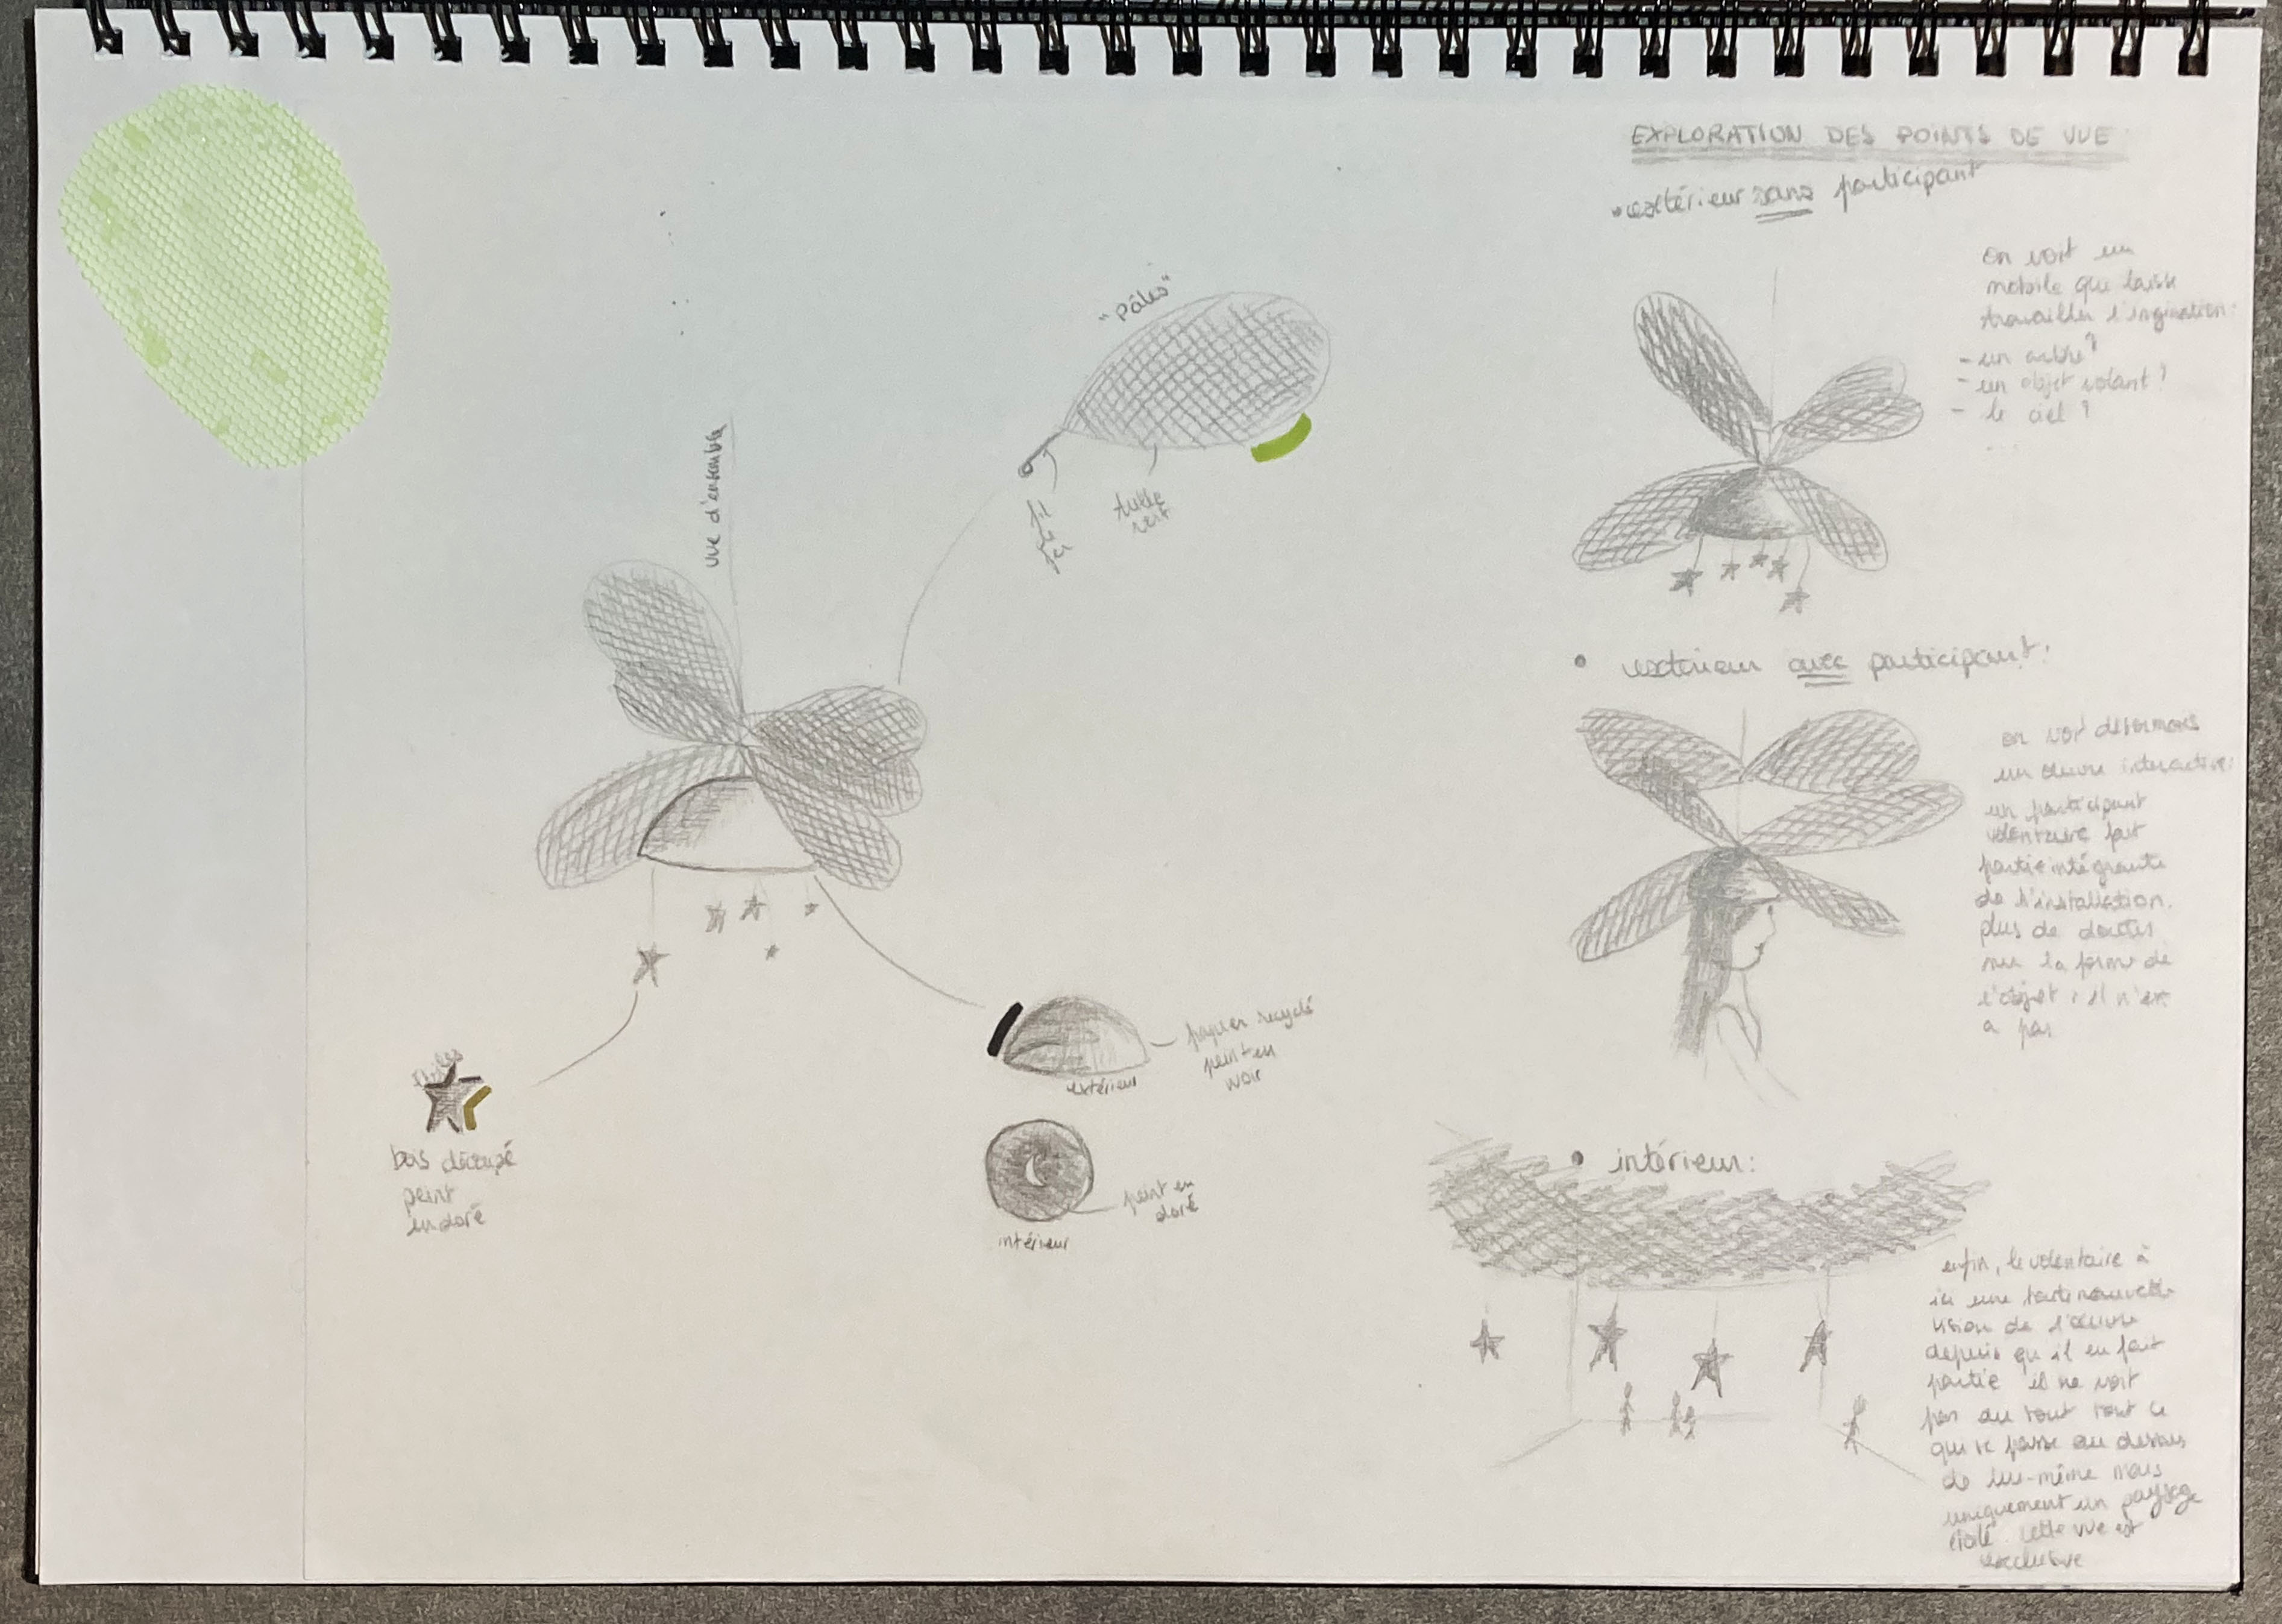 vue d'ensemble
"Pâles"
fil
tulle
vert
étoiles
bois découpé
peint
en doré
papier recyclé
peint en
noir
extérieur
peint en
doré
intérieur
EXPLORATION DES POINTS DE VUE
extérieur sans participant
on voit un
mobile que laisse
travailler l'
- un arbre?
- un objet volant?
- le ciel?
...
• extérieur avec participant:
on voit désormais
un œuvre interactive:
un participant
volontaire fait
partie intégrante
de l'installation.
plus de doutes
sur la forme de
l'objet : il n'en
a pas
• intérieur:
enfin, le volontaire à
ici une toute nouvelle
vision de l'œuvre
depuis qu'il en fait
partie il ne voit
pas du tout tout ce
qui se passe au dessus
de lui-même mais
uniquement un paysage
étoilé. cette vue est
exclusive